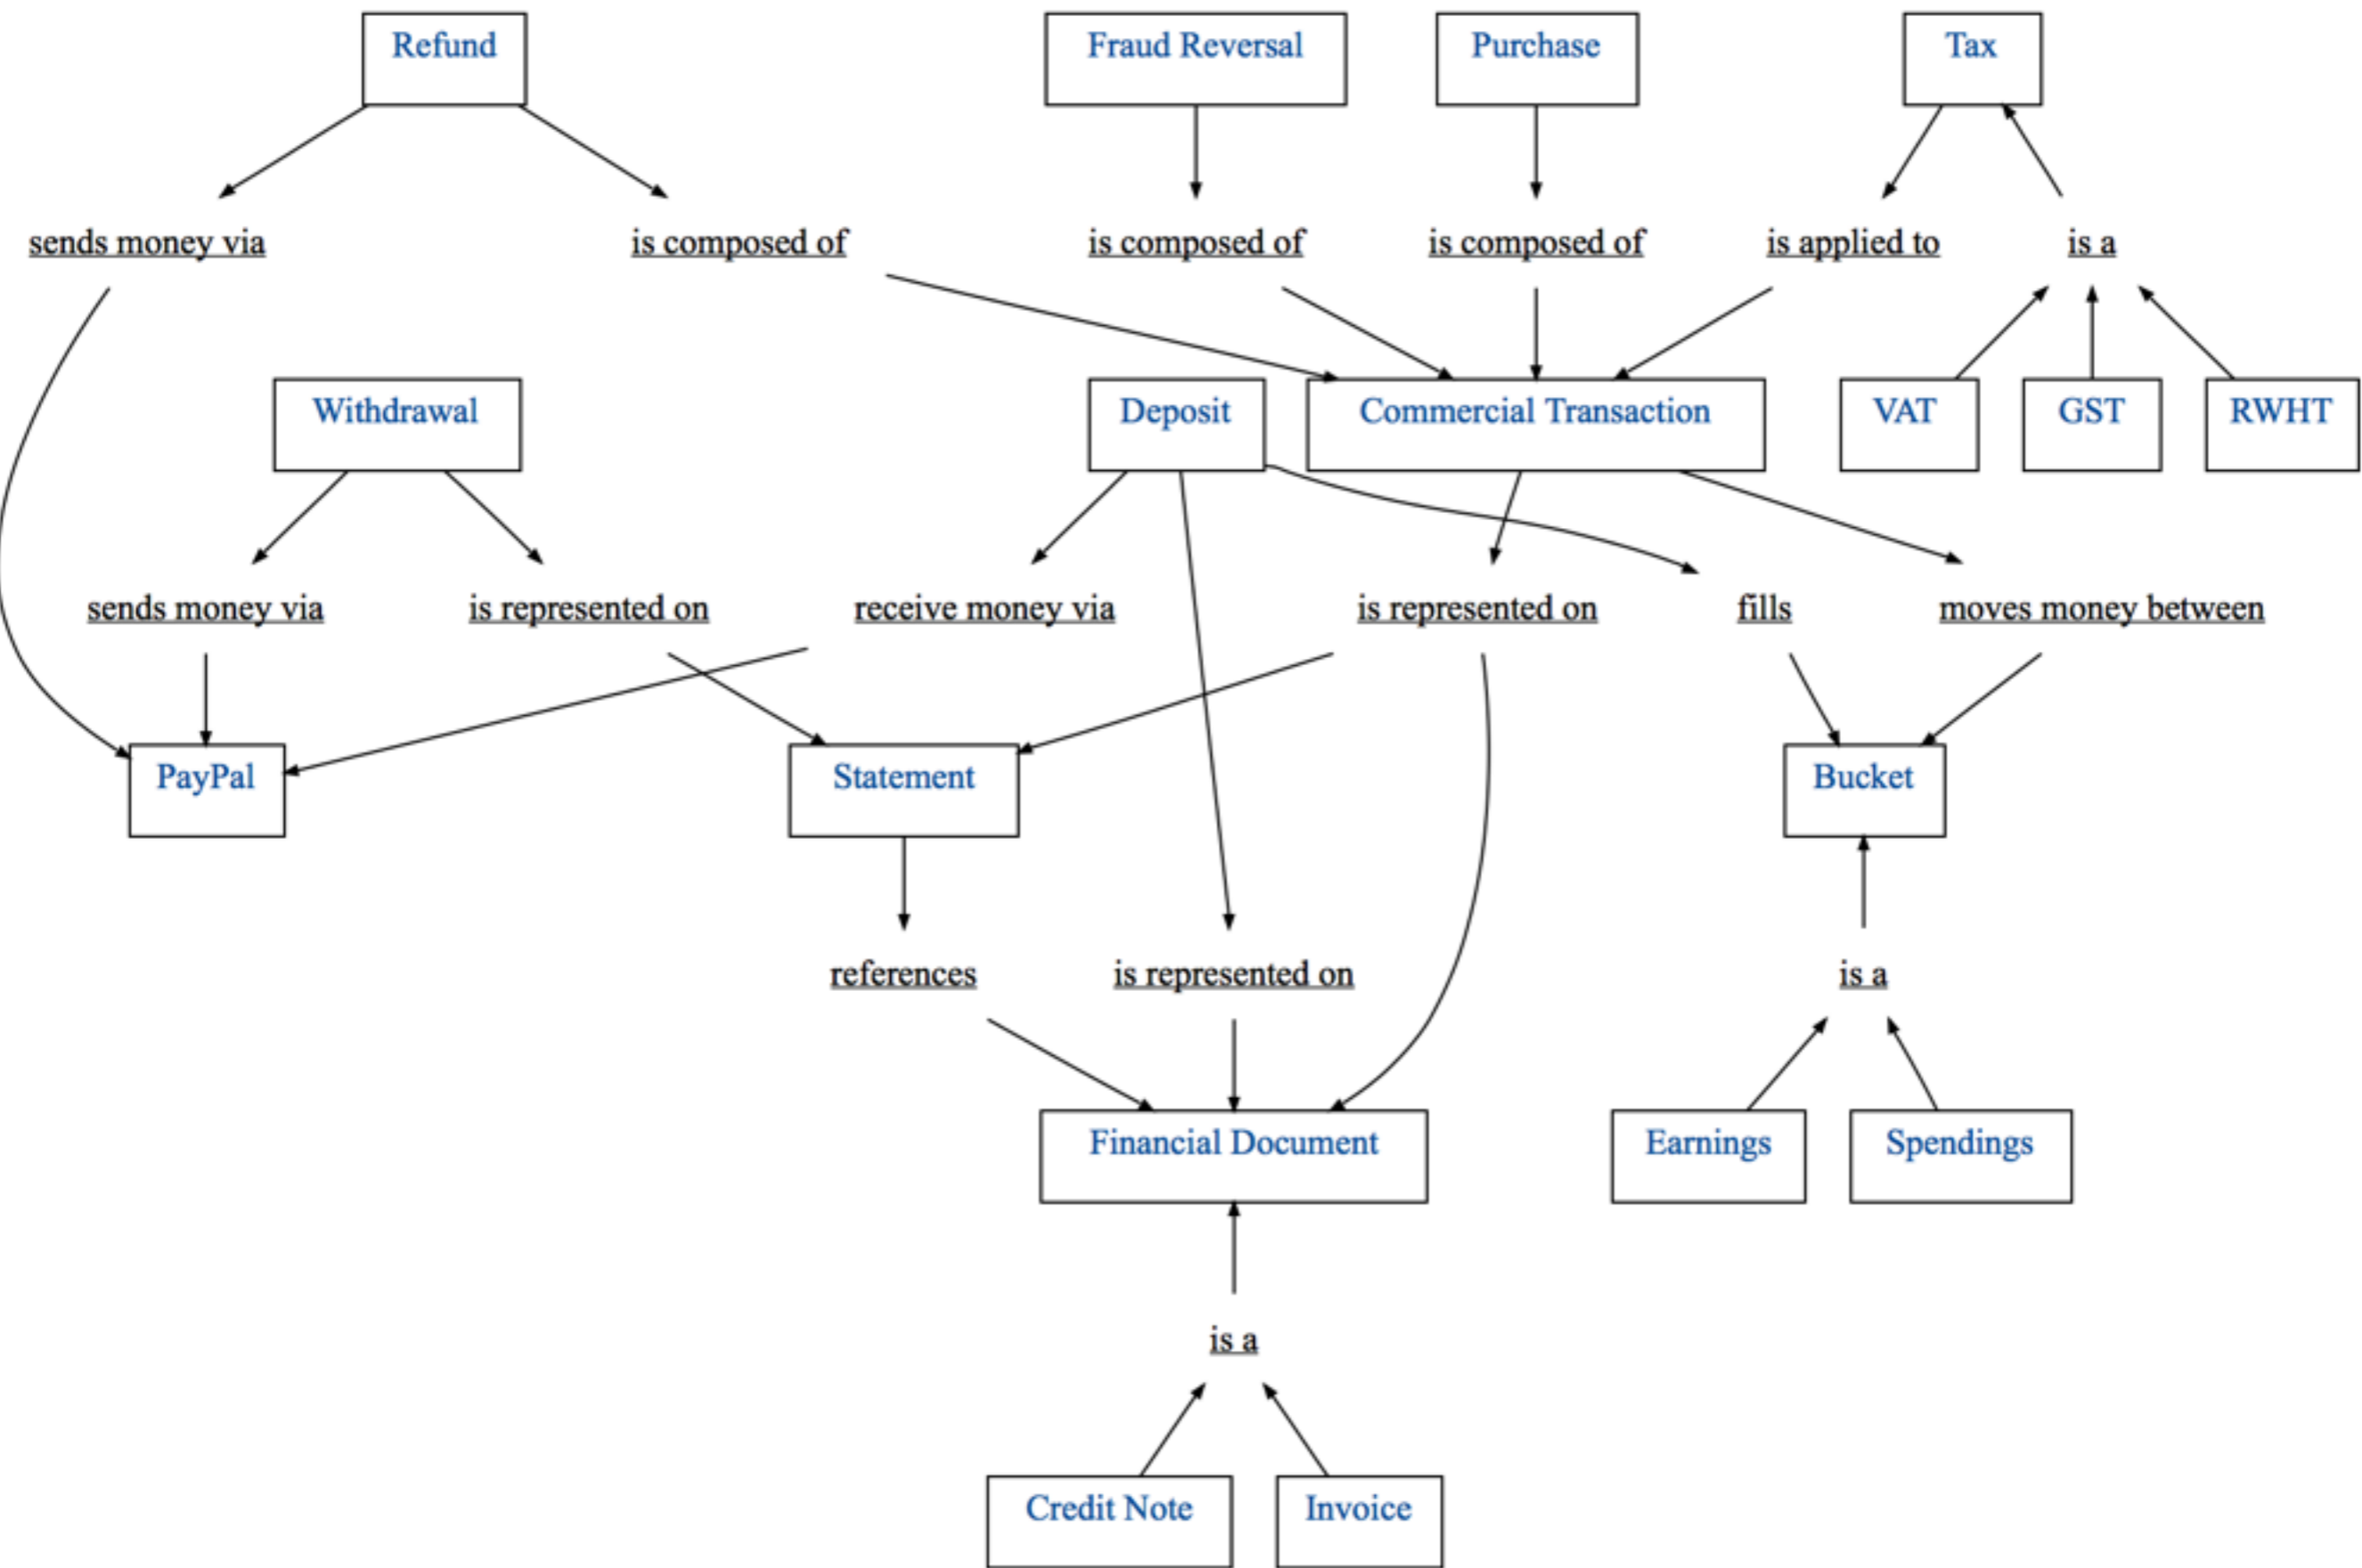 Refund
Fraud Reversal
Purchase
Tax
sends money via
is composed of
is composed of
is composed of
is applied to
is a
Withdrawal
Deposit
Commercial Transaction
VAT
GST
RWHT
sends money via
is represented on
receive money via
is represented on
fills
moves money between
PayPal
Statement
Bucket
references
is represented on
is a
Financial Document
Earnings
Spendings
is a
Credit Note
Invoice